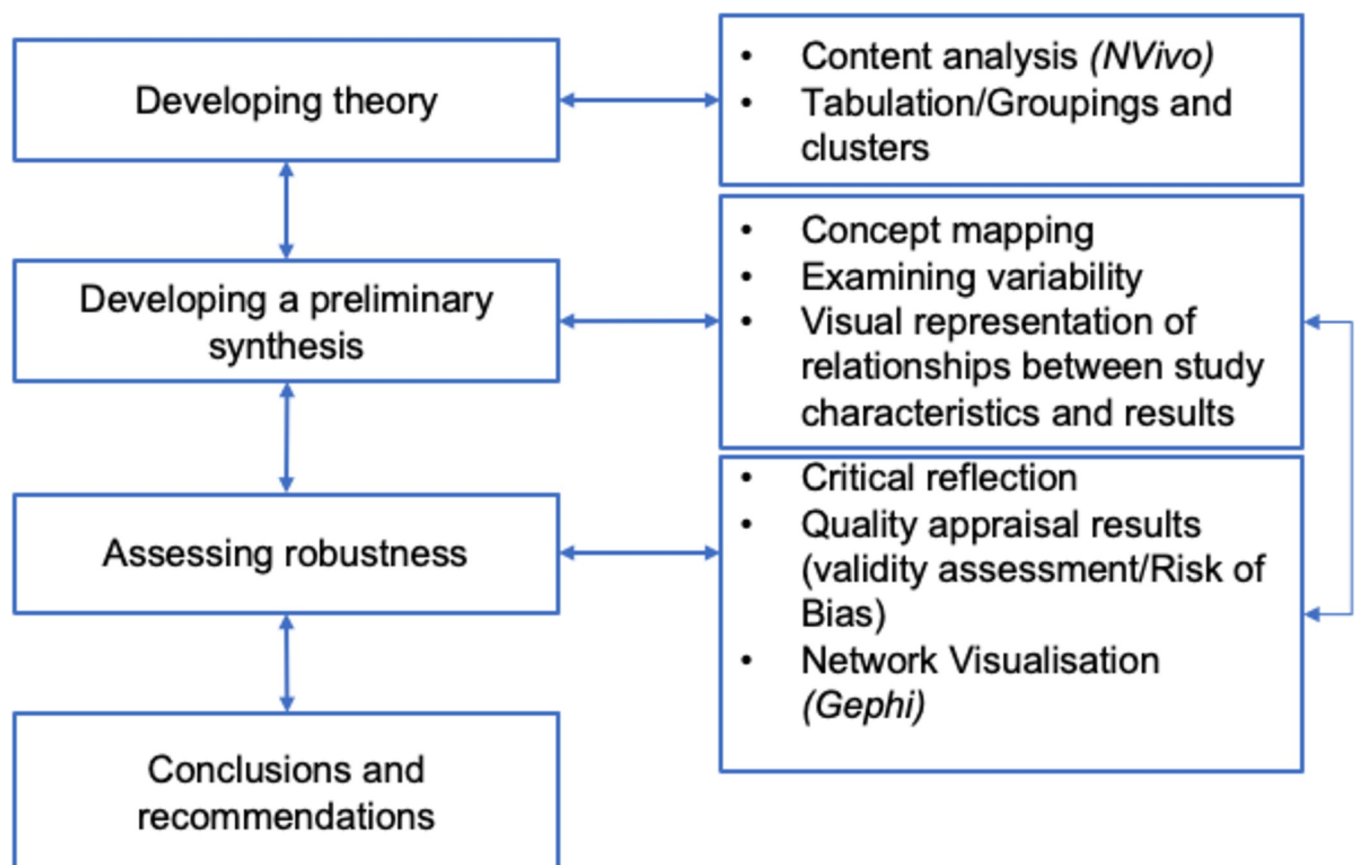 Developing theory
• Content analysis (NVivo)
• Tabulation/Groupings and
clusters
Developing a preliminary
synthesis
• Concept mapping
• Examining variability
• Visual representation of
relationships between study
characteristics and results
Assessing robustness
• Critical reflection
• Quality appraisal results
(validity assessment/Risk of
Bias)
• Network Visualisation
(Gephi)
Conclusions and
recommendations